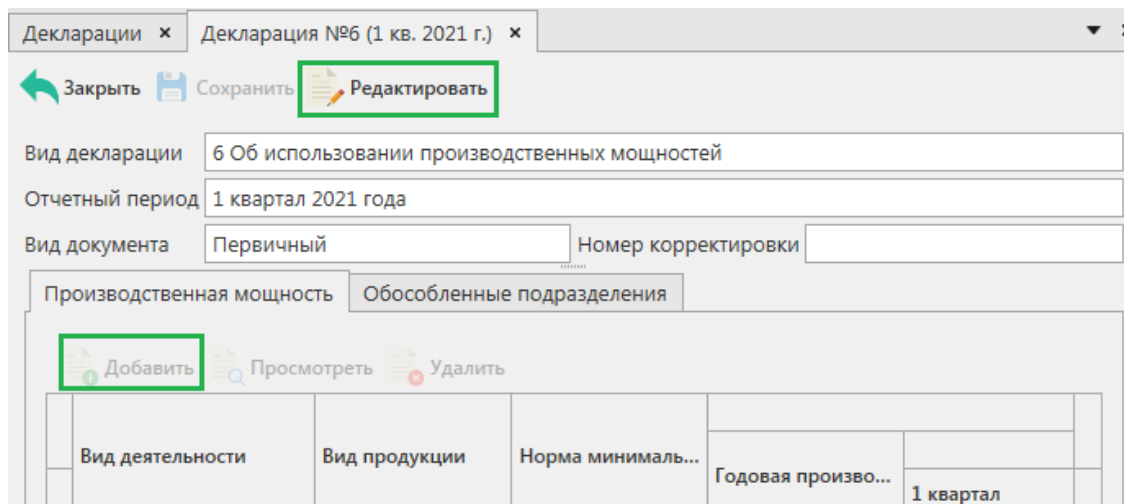 Декларации × Декларация №6 (1 кв. 2021 г.) ×
Закрыть Сохранить Редактировать
Вид декларации 6 Об использовании производственных мощностей
Отчетный период 1 квартал 2021 года
Вид документа Первичный Номер корректировки
Производственная мощность Обособленные подразделения
Добавить Просмотреть Удалить
Вид деятельности Вид продукции Норма минималь...
Годовая произво...
1 квартал